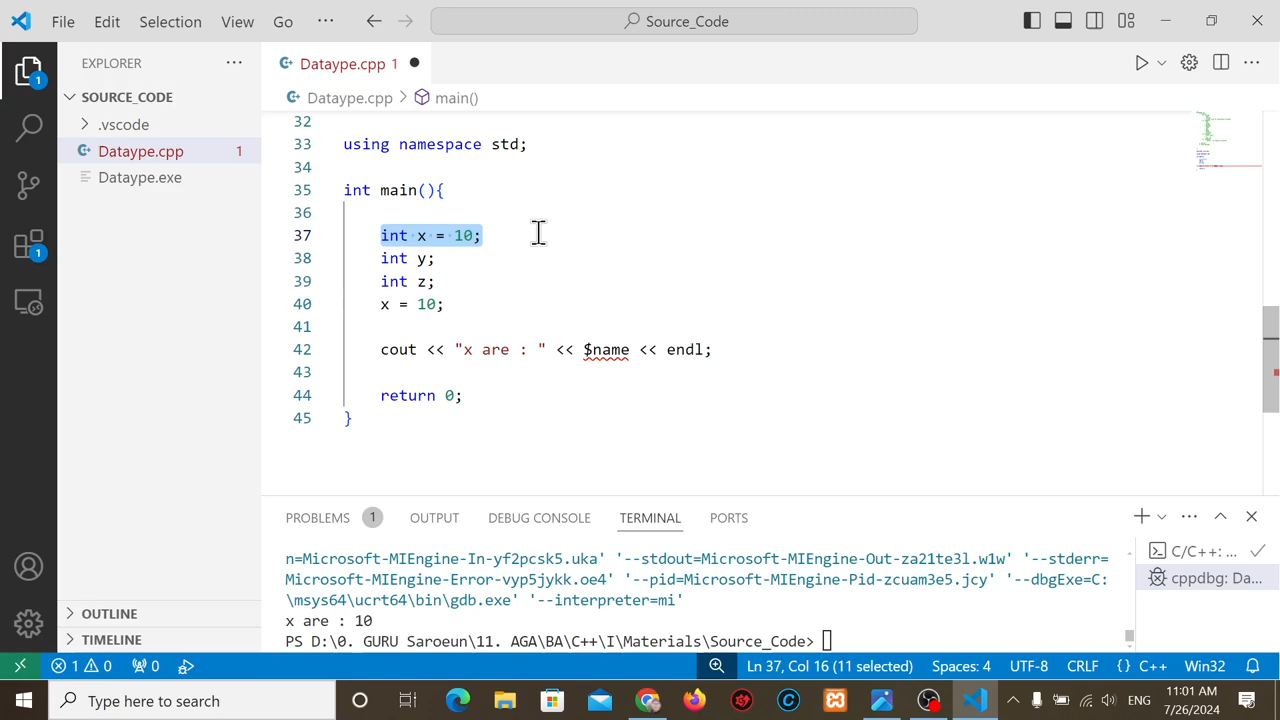 File Edit Selection View Go ··· Source_Code
EXPLORER ···
SOURCE_CODE
.vscode
Dataype.cpp 1
Dataype.exe
OUTLINE
TIMELINE
1
1
Dataype.cpp 1
Dataype.cpp > main()
32
33 using namespace std;
34
35 int main(){
36
37 int x = 10;
38 int y;
39 int z;
40 x = 10;
41
42 cout << "x are : " << $name << endl;
43
44 return 0;
45 }
PROBLEMS 1 OUTPUT DEBUG CONSOLE TERMINAL PORTS
n=Microsoft-MIEngine-In-yf2pcsk5.uka' '--stdout=Microsoft-MIEngine-Out-za21te3l.w1w' '--stderr=
Microsoft-MIEngine-Error-vyp5jykk.oe4' '--pid=Microsoft-MIEngine-Pid-zcuam3e5.jcy' '--dbgExe=C:
\msys64\ucrt64\bin\gdb.exe' '--interpreter=mi'
x are : 10
PS D:\0. GURU Saroeun\11. AGA\BA\C++\I\Materials\Source_Code>
C/C++: ...
cppdbg: Da...
1 0 0 Ln 37, Col 16 (11 selected) Spaces: 4 UTF-8 CRLF {} C++ Win32
Type here to search ENG 11:01 AM
7/26/2024